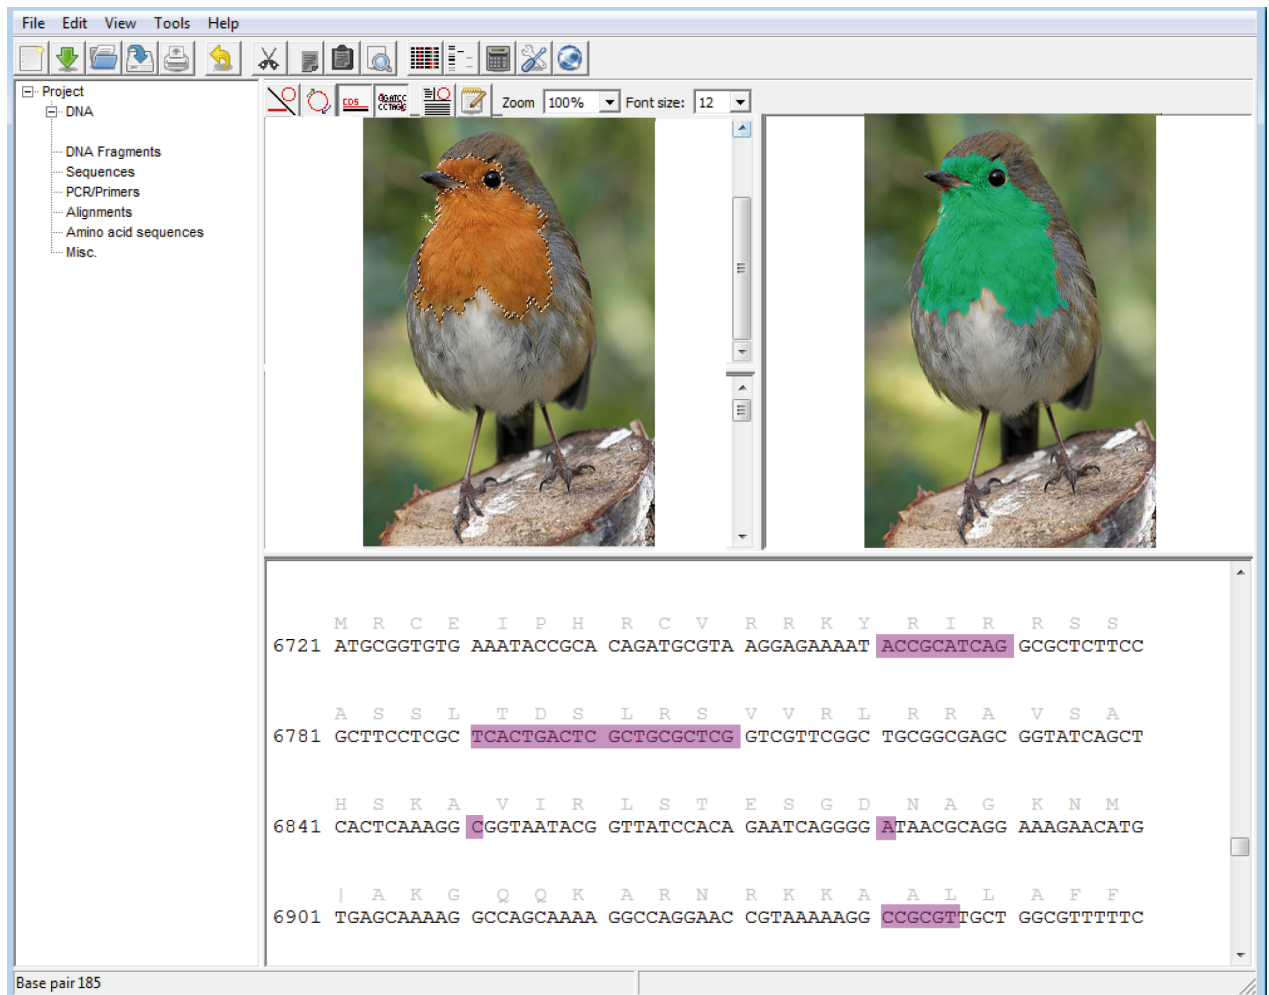 File Edit View Tools Help
Project
DNA
DNA Fragments
Sequences
PCR/Primers
Alignments
Amino acid sequences
Misc.
CDS
Zoom 100% Font size: 12
M R C E I P H R C V R R K Y R I R R S S
6721 ATGCGGTGTG AAATACCGCA CAGATGCGTA AGGAGAAAAT ACCGCATCAG GCGCTCTTCC
A S S L T D S L R S V V R L R R A V S A
6781 GCTTCCTCGC TCACTGACTC GCTGCGCTCG GTCGTTCGGC TGCGGCGAGC GGTATCAGCT
H S K A V I R L S T E S G D N A G K N M
6841 CACTCAAAGG CGGTAATACG GTTATCCACA GAATCAGGGG ATAACGCAGG AAAGAACATG
| A K G Q Q K A R N R K K A A L L A F F
6901 TGAGCAAAAG GCCAGCAAAA GGCCAGGAAC CGTAAAAAGG CCGCGTTGCT GGCGTTTTTC
Base pair 185